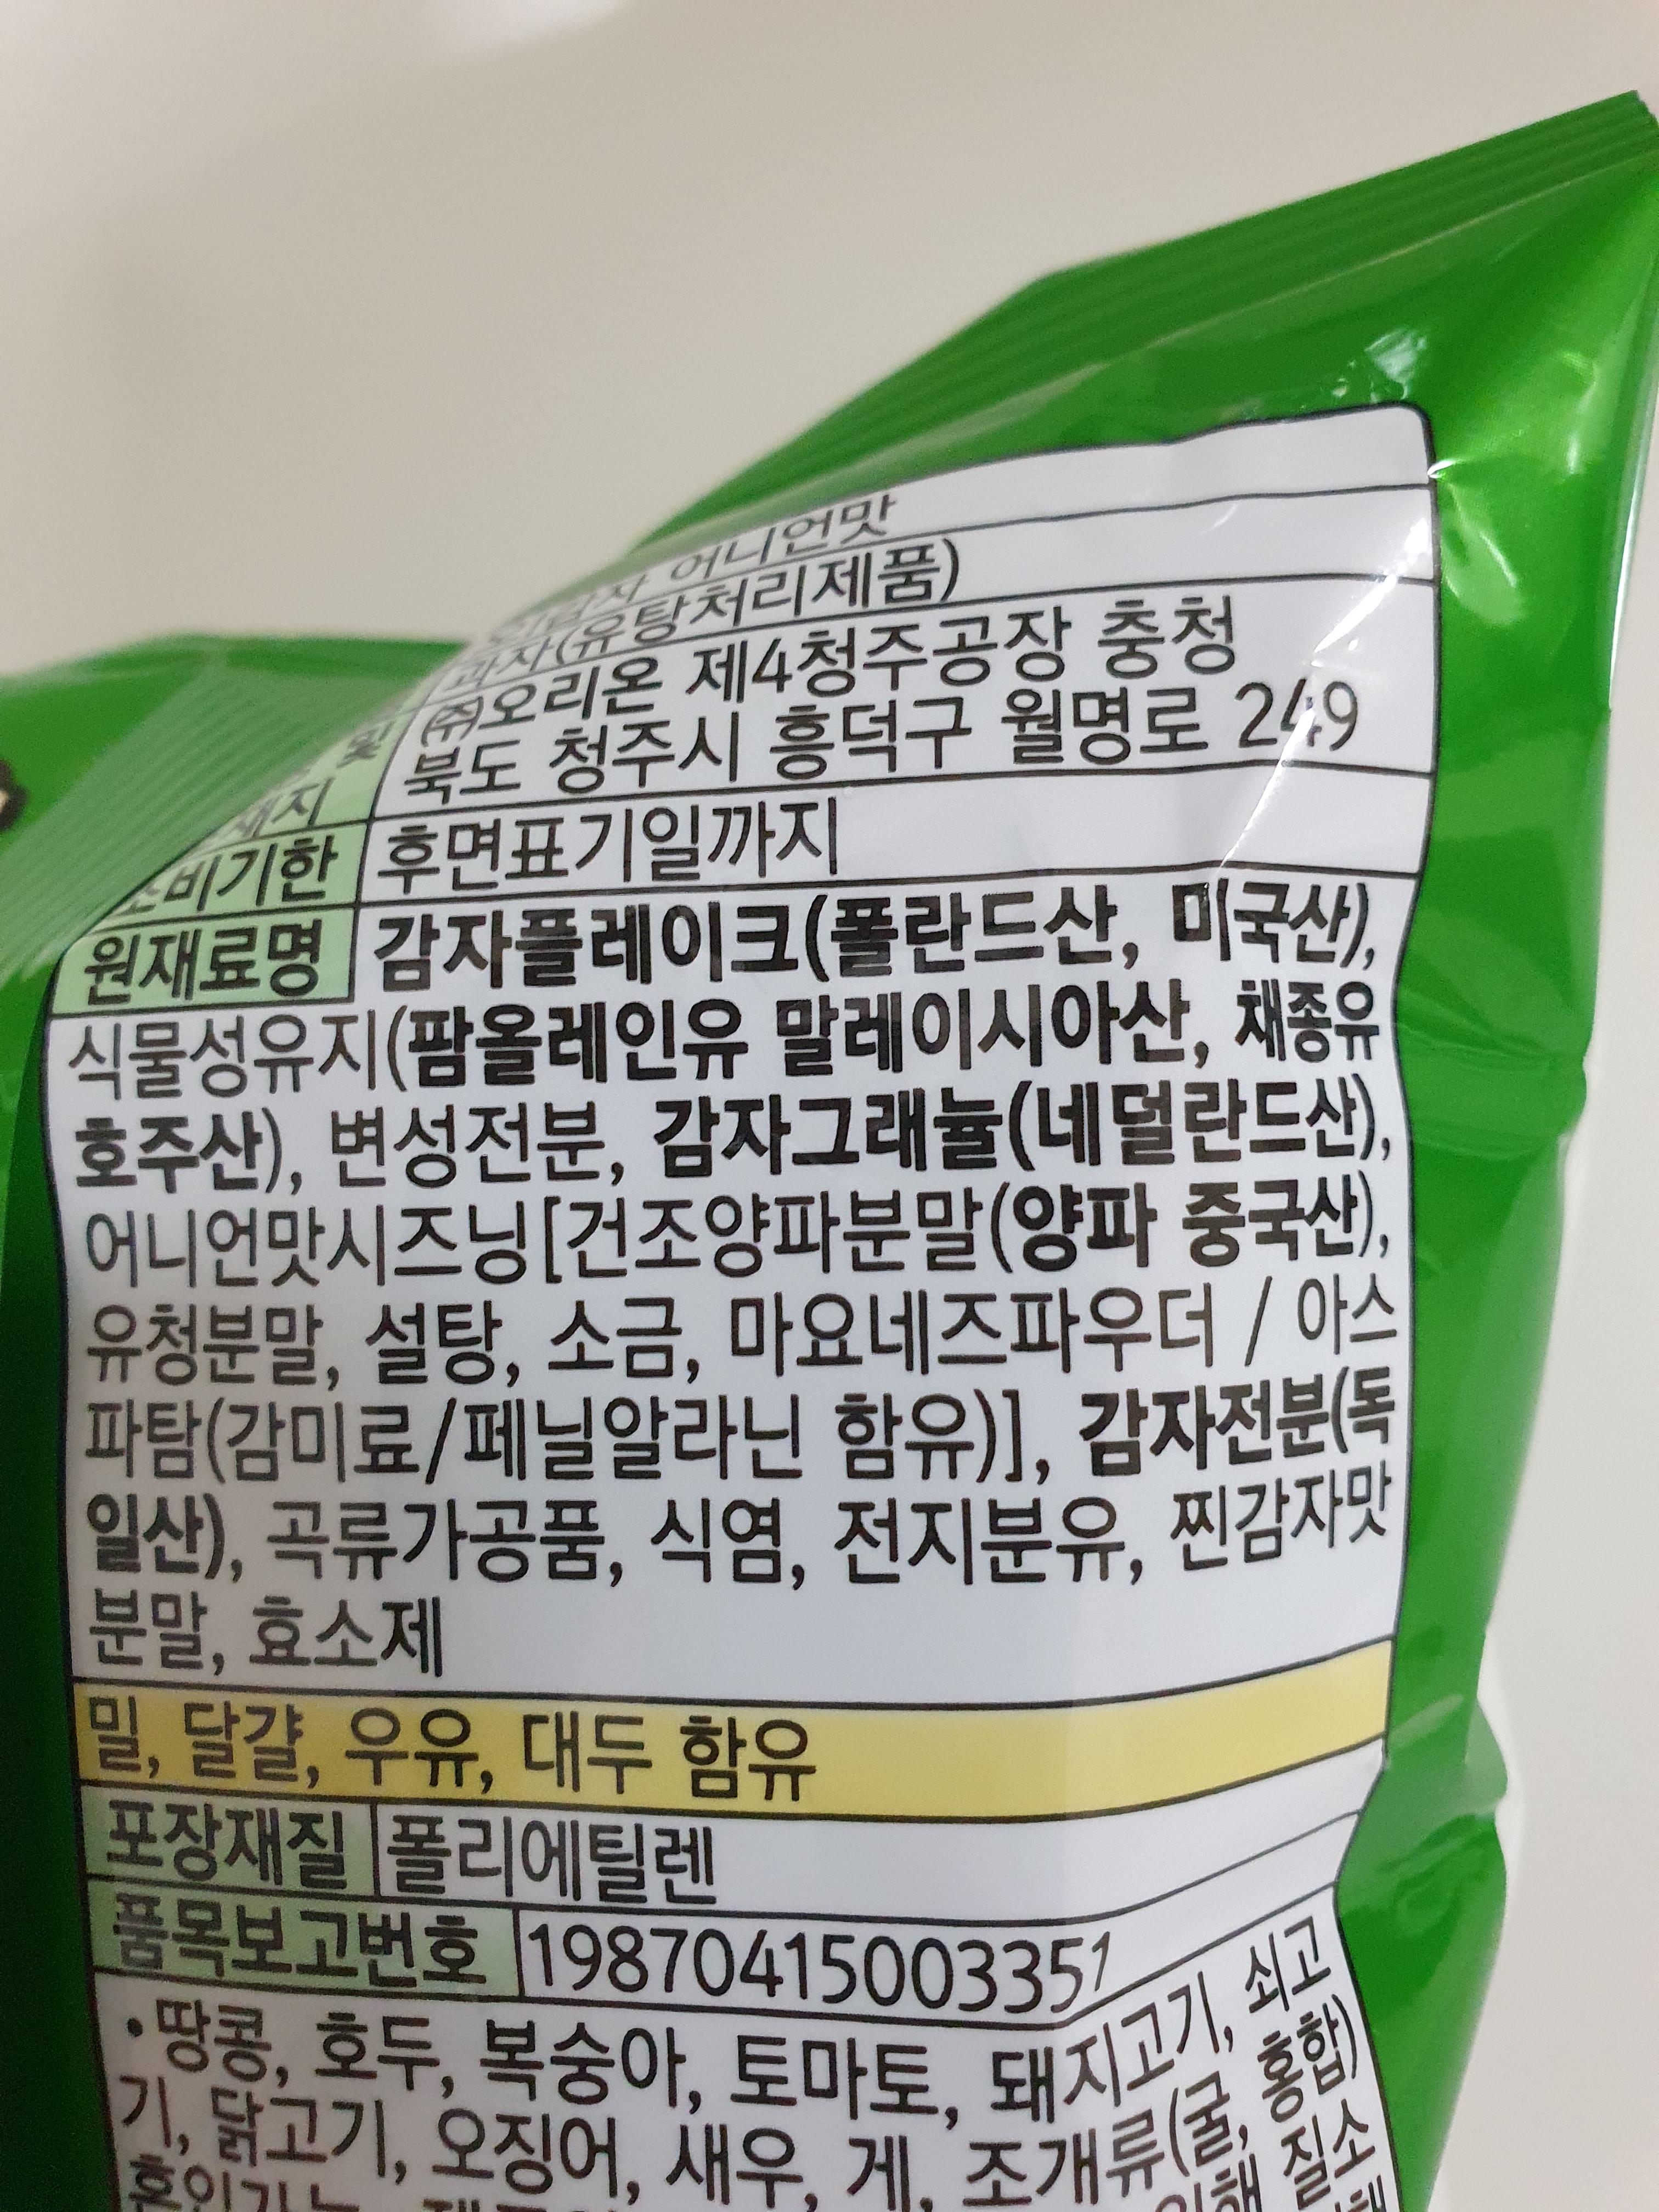 어니언맛
과자(유탕처리제품)
및
㈜오리온 제4청주공장 충청
북도 청주시 흥덕구 월명로 249
소비기한 후면표기일까지
원재료명 감자플레이크(폴란드산, 미국산),
식물성유지(팜올레인유 말레이시아산, 채종유
호주산), 변성전분, 감자그래뉼(네덜란드산),
어니언맛시즈닝[건조양파분말(양파 중국산),
유청분말, 설탕, 소금, 마요네즈파우더 / 아스
파탐(감미료/페닐알라닌 함유)], 감자전분(독
일산), 곡류가공품, 식염, 전지분유, 찐감자맛
분말, 효소제
밀, 달걀, 우유, 대두 함유
포장재질 폴리에틸렌
품목보고번호 198704150033­51
•땅콩, 호두, 복숭아, 토마토, 돼지고기, 쇠고
기, 닭고기, 오징어, 새우, 게, 조개류(굴, 홍합)